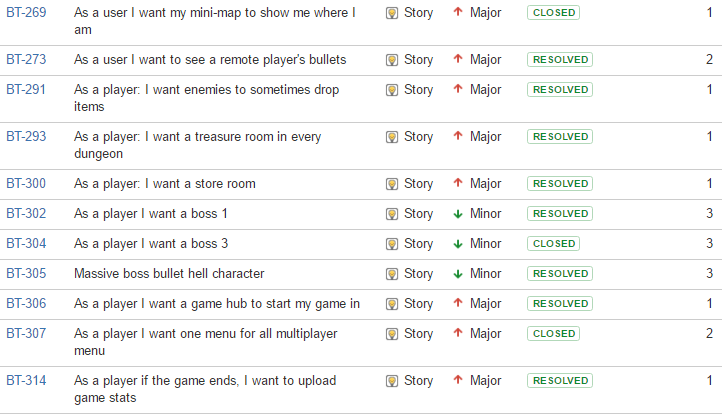 BT-269 As a user I want my mini-map to show me where I Story Major CLOSED 1
am
BT-273 As a user I want to see a remote player's bullets Story Major RESOLVED 2
BT-291 As a player: I want enemies to sometimes drop Story Major RESOLVED 1
items
BT-293 As a player: I want a treasure room in every Story Major RESOLVED 1
dungeon
BT-300 As a player: I want a store room Story Major RESOLVED 1
BT-302 As a player I want a boss 1 Story Minor RESOLVED 3
BT-304 As a player I want a boss 3 Story Minor CLOSED 3
BT-305 Massive boss bullet hell character Story Minor RESOLVED 3
BT-306 As a player I want a game hub to start my game in Story Major RESOLVED 1
BT-307 As a player I want one menu for all multiplayer Story Major CLOSED 2
menu
BT-314 As a player if the game ends, I want to upload Story Major RESOLVED 1
game stats